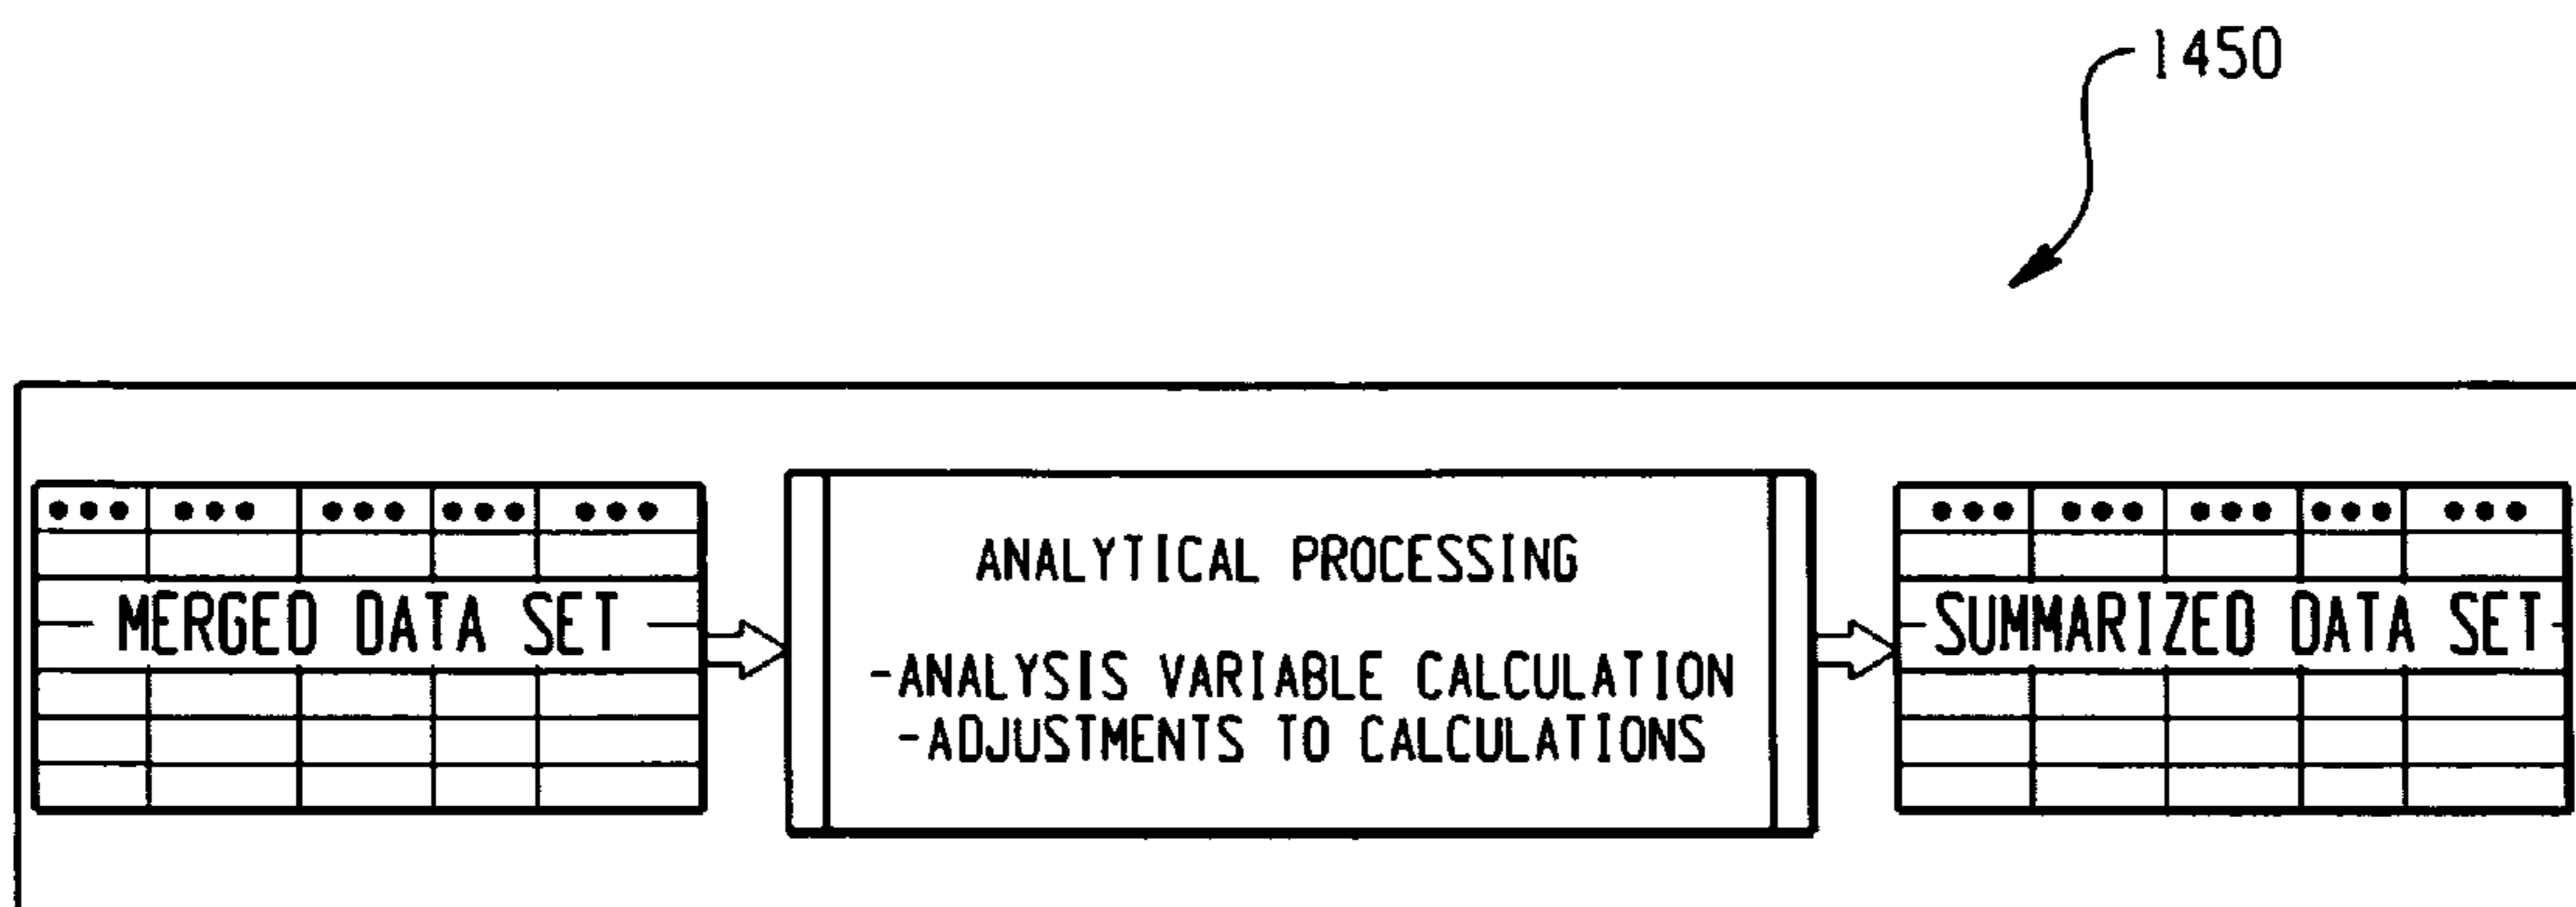 1450
••• ••• ••• ••• •••
MERGED DATA SET
ANALYTICAL PROCESSING
-ANALYSIS VARIABLE CALCULATION
-ADJUSTMENTS TO CALCULATIONS
••• ••• ••• ••• •••
SUMMARIZED DATA SET